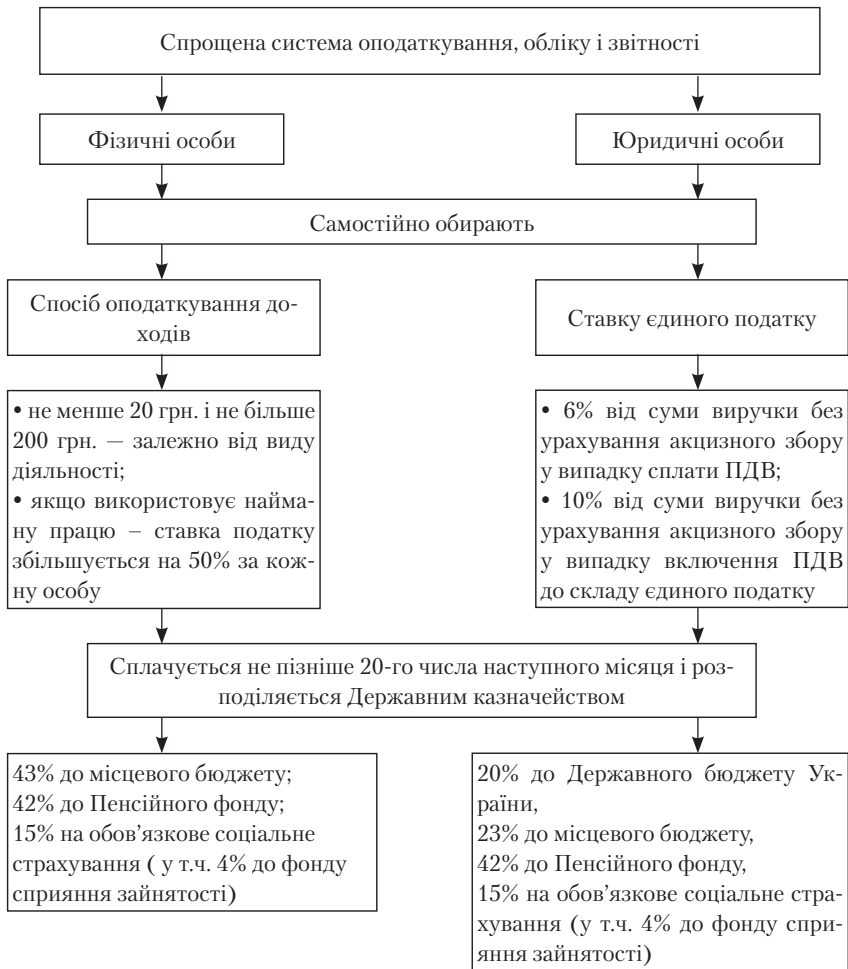 Спрощена система оподаткування, обліку і звітності
Фізичні особи
Юридичні особи
Самостійно обирають
Спосіб оподаткування до-
ходів
Ставку єдиного податку
• не менше 20 грн. і не більше
200 грн. — залежно від виду
діяльності;
• якщо використовує найма-
ну працю – ставка податку
збільшується на 50% за кож-
ну особу
• 6% від суми виручки без
урахування акцизного збору
у випадку сплати ПДВ;
• 10% від суми виручки без
урахування акцизного збору
у випадку включення ПДВ
до складу єдиного податку
Сплачується не пізніше 20-го числа наступного місяця і роз-
поділяється Державним казначейством
43% до місцевого бюджету;
42% до Пенсійного фонду;
15% на обов’язкове соціальне
страхування ( у т.ч. 4% до фонду
сприяння зайнятості)
20% до Державного бюджету Ук-
раїни,
23% до місцевого бюджету,
42% до Пенсійного фонду,
15% на обов’язкове соціальне стра-
хування (у т.ч. 4% до фонду спри-
яння зайнятості)